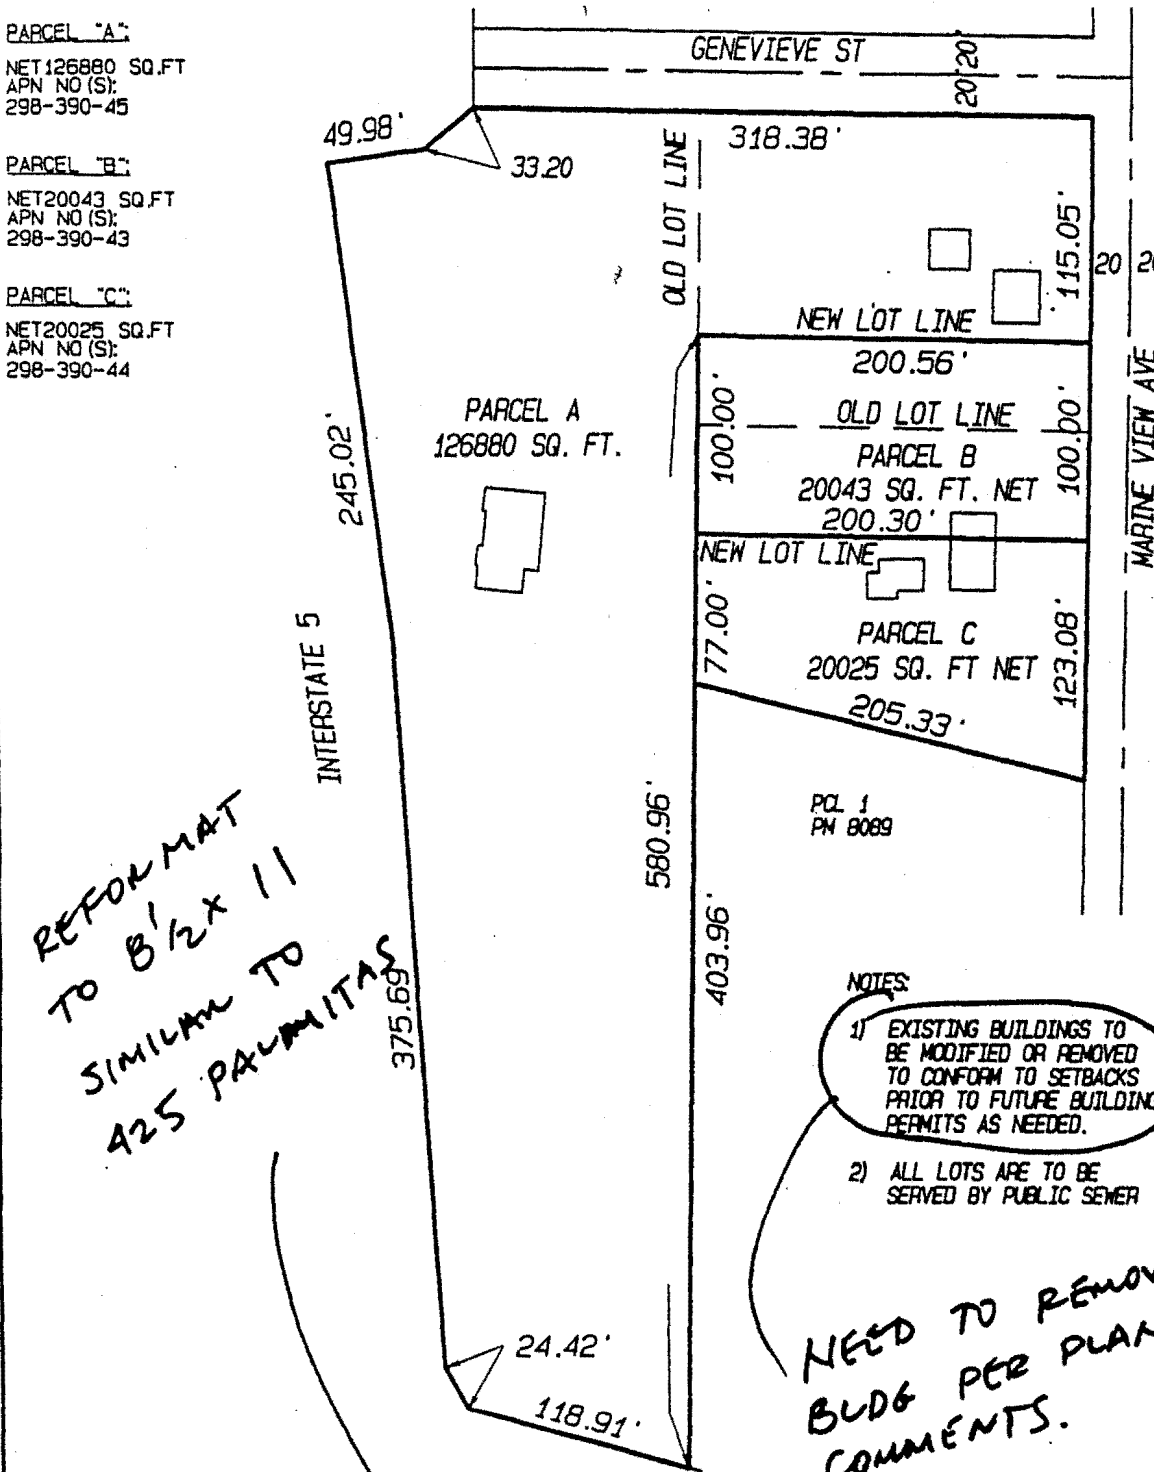 PARCEL "A":
NET 126880 SQ.FT
APN NO (S):
298-390-45
PARCEL "B":
NET20043 SQ.FT
APN NO (S):
298-390-43
PARCEL "C":
NET20025 SQ.FT
APN NO (S):
298-390-44
GENEVIEVE ST
20' 20'
49.98'
33.20
318.38'
OLD LOT LINE
115.05'
20
NEW LOT LINE
200.56'
MARINE VIEW AVE
PARCEL A
126880 SQ. FT.
245.02'
100.00'
OLD LOT LINE
100.00'
PARCEL B
20043 SQ. FT. NET
200.30'
NEW LOT LINE
77.00'
PARCEL C
20025 SQ. FT NET
123.08'
205.33'
INTERSTATE 5
PCL 1
PM 8089
580.96'
403.96'
375.69
REFORMAT
TO 8 1/2 X 11
SIMILAR TO
425 PALMITAS
NOTES:
1) EXISTING BUILDINGS TO
BE MODIFIED OR REMOVED
TO CONFORM TO SETBACKS
PRIOR TO FUTURE BUILDING
PERMITS AS NEEDED.
2) ALL LOTS ARE TO BE
SERVED BY PUBLIC SEWER
24.42'
118.91'
NEED TO REMOV
BLDG PER PLAN
COMMENTS.